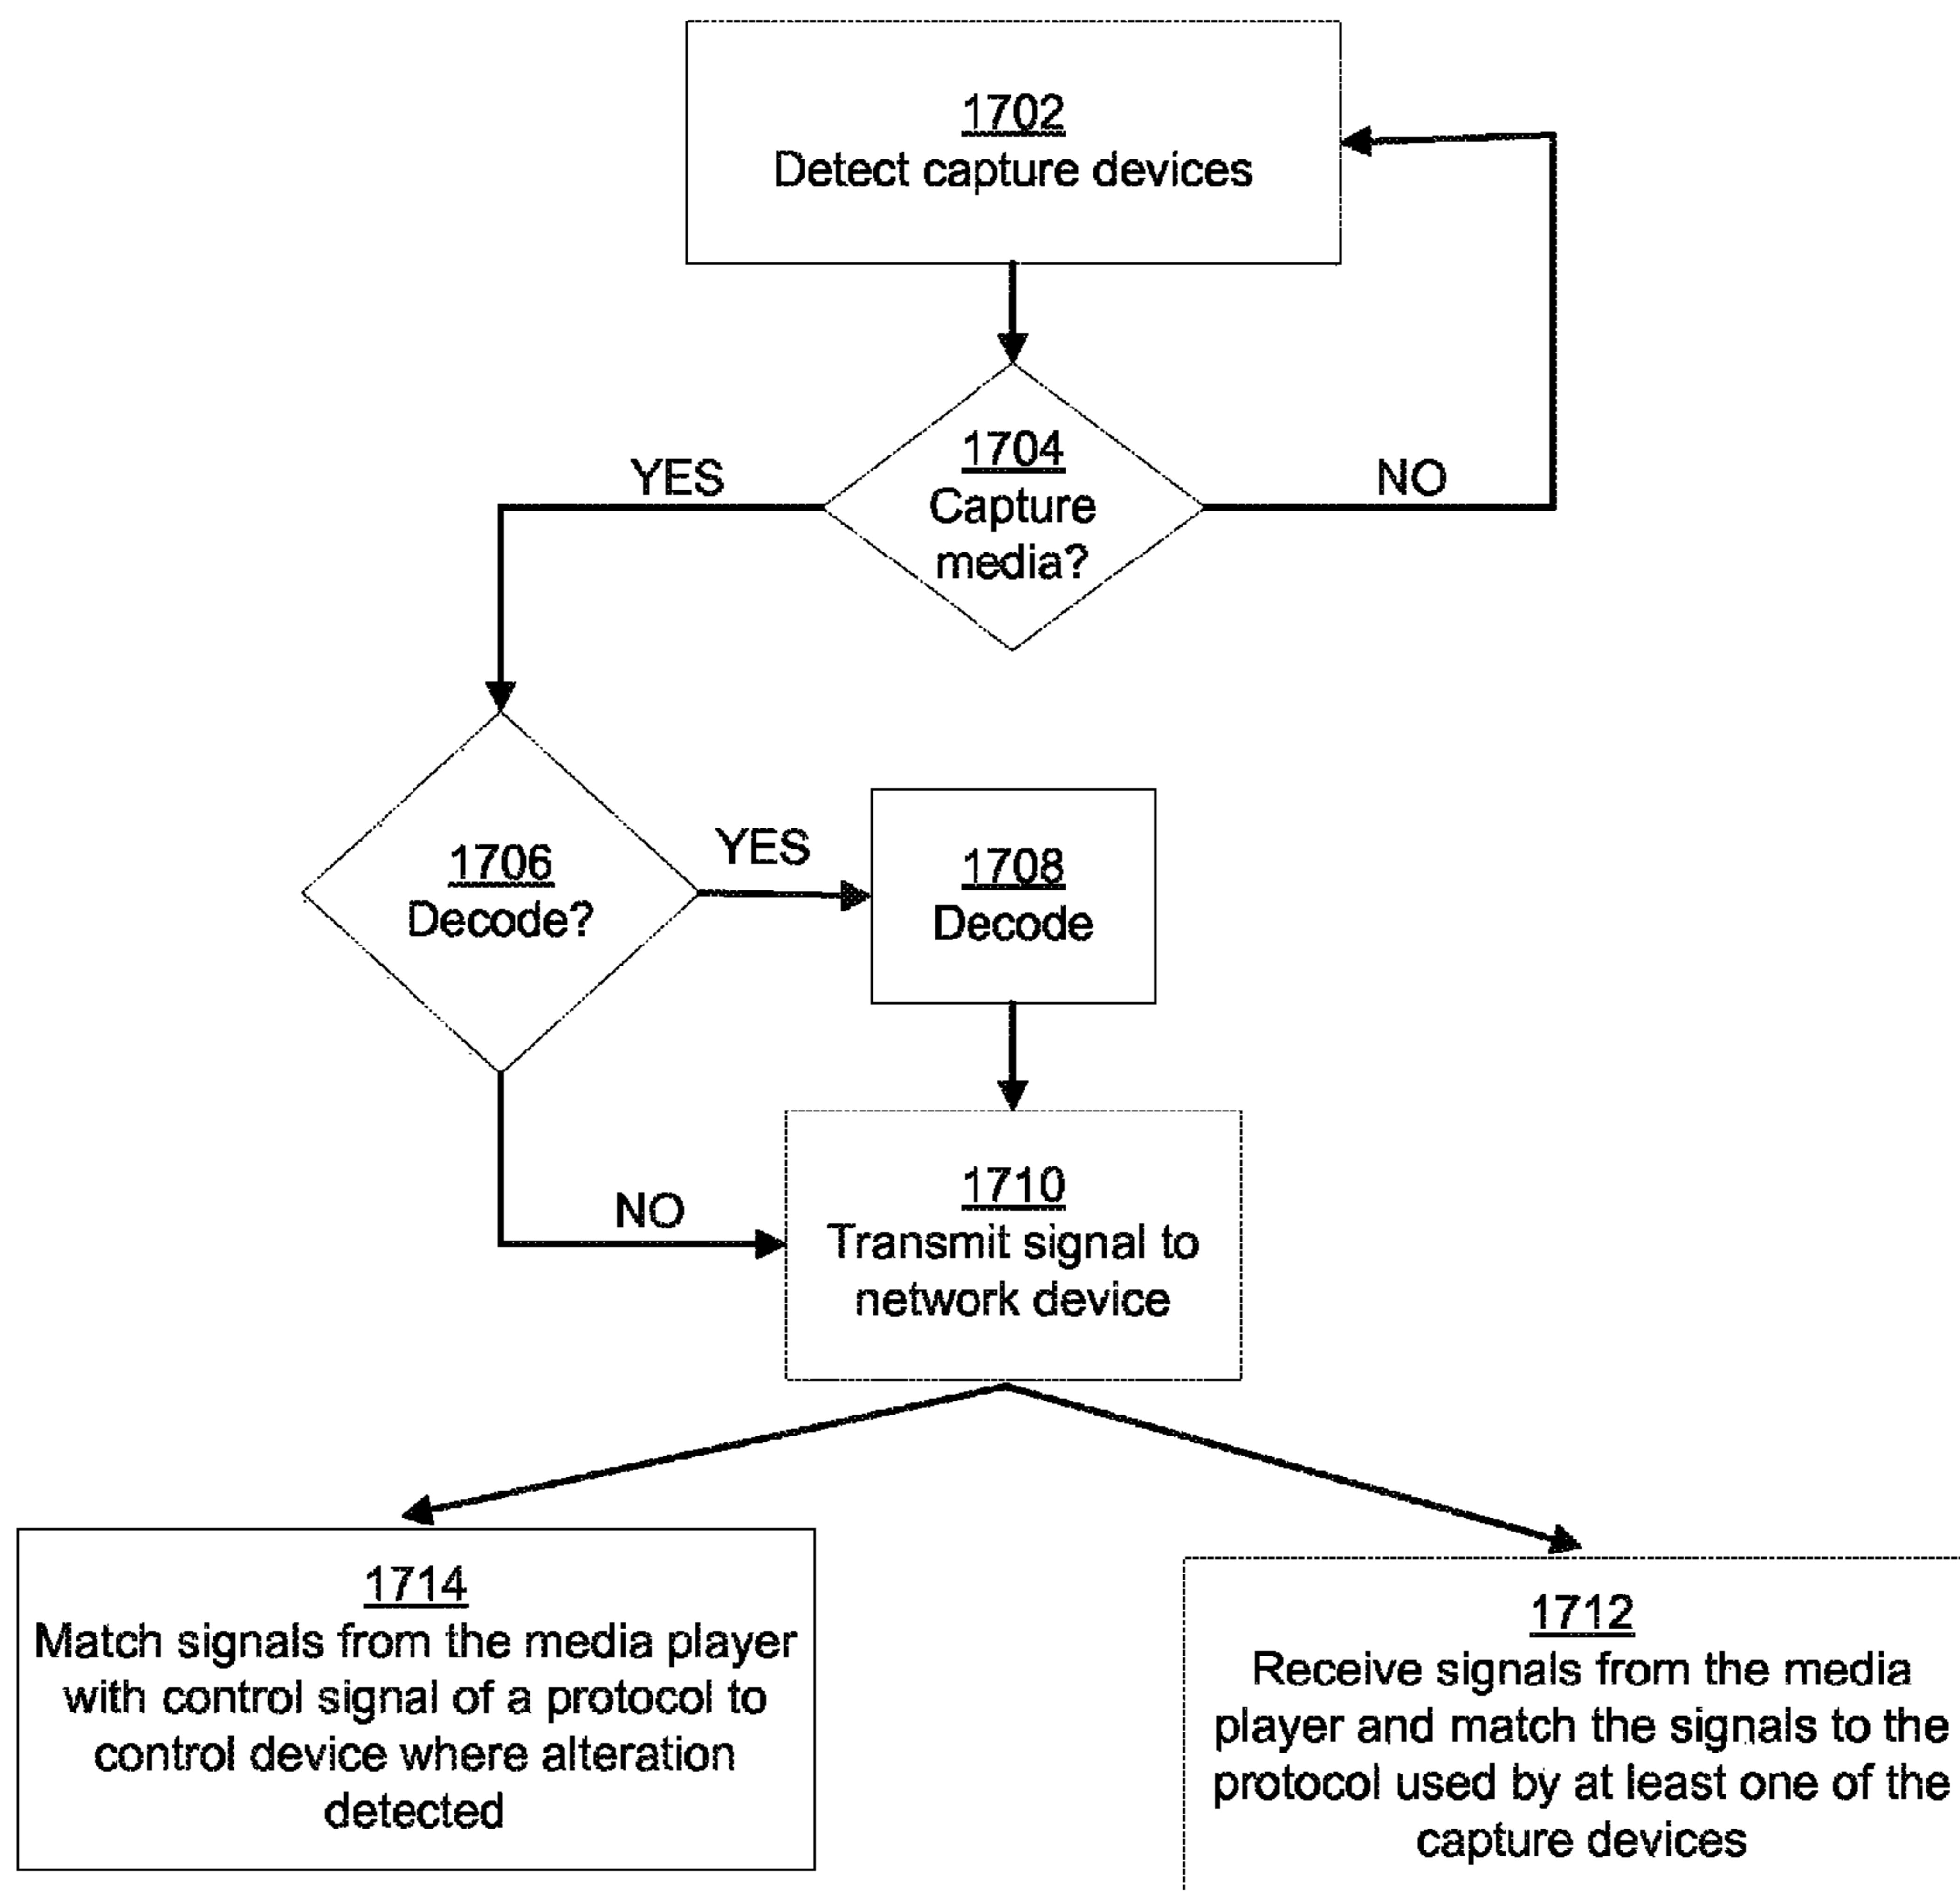 1702
Detect capture devices
1704
Capture
media?
YES
NO
1706
Decode?
YES
1708
Decode
NO
1710
Transmit signal to
network device
1714
Match signals from the media player
with control signal of a protocol to
control device where alteration
detected
1712
Receive signals from the media
player and match the signals to the
protocol used by at least one of the
capture devices